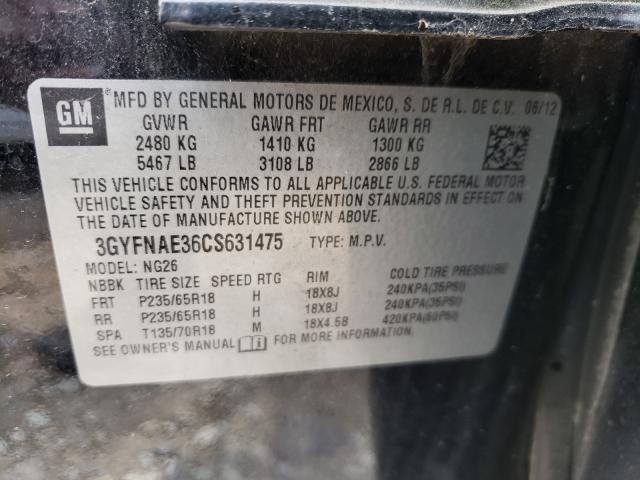 GM ® MFD BY GENERAL MOTORS DE MEXICO, S. DE R.L. DE C.V. 06/12
GVWR GAWR FRT GAWR RR
2480 KG 1410 KG 1300 KG
5467 LB 3108 LB 2866 LB
THIS VEHICLE CONFORMS TO ALL APPLICABLE U.S. FEDERAL MOTOR
VEHICLE SAFETY AND THEFT PREVENTION STANDARDS IN EFFECT ON
THE DATE OF MANUFACTURE SHOWN ABOVE.
3GYFNAE36CS631475 TYPE: M.P.V.
MODEL: NG26
NBBK TIRE SIZE SPEED RTG RIM COLD TIRE PRESSURE
FRT P235/65R18 H 18X8J 240KPA(35PSI)
RR P235/65R18 H 18X8J 240KPA(35PSI)
SPA T135/70R18 M 18X4.5B 420KPA(60PSI)
SEE OWNER'S MANUAL i FOR MORE INFORMATION.